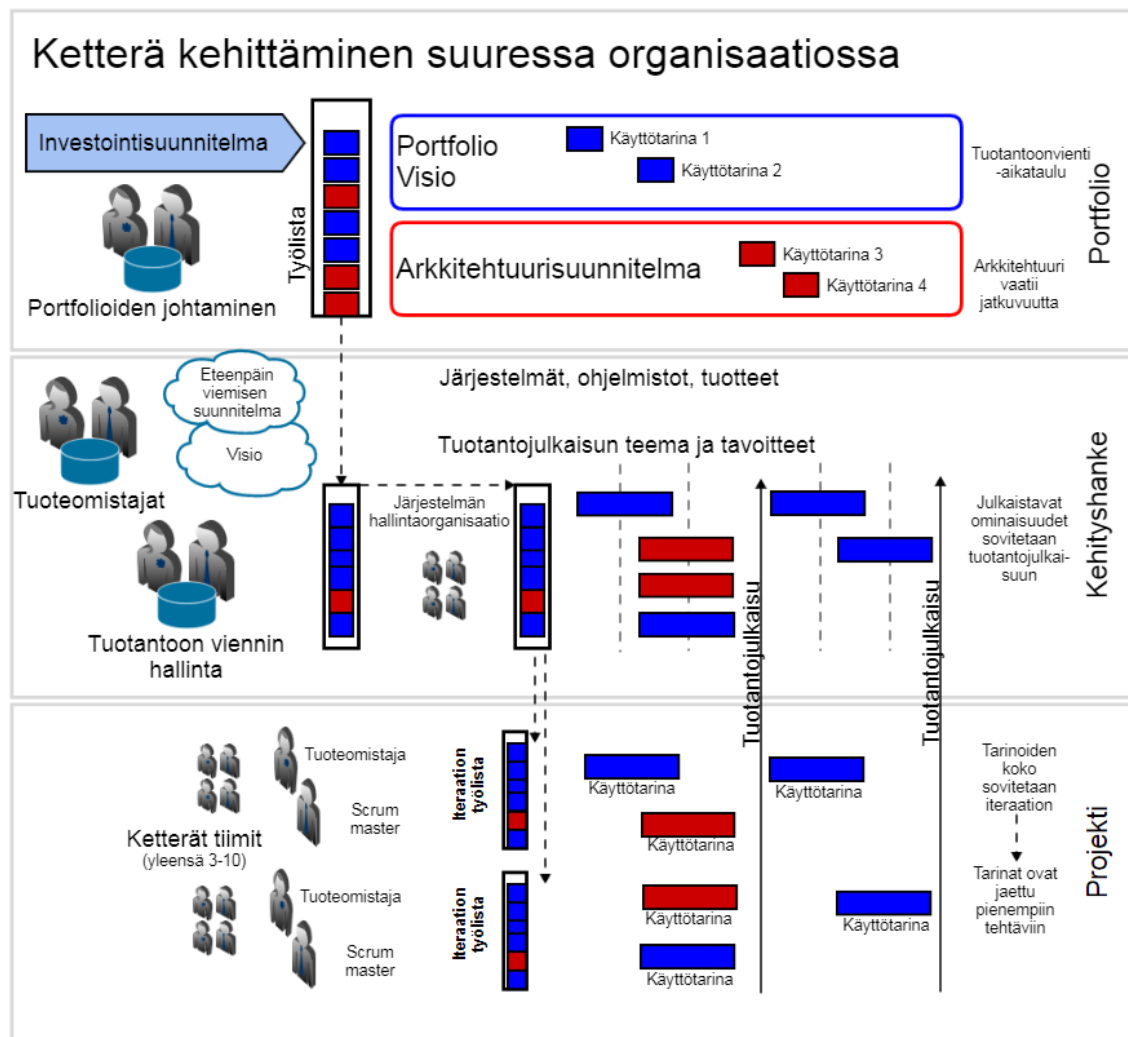 Ketterä kehittäminen suuressa organisaatiossa
Investointisuunnitelma
Portfolioiden johtaminen
Työlista
Portfolio
Visio
Käyttötarina 1
Käyttötarina 2
Tuotantoonvienti
-aikataulu
Arkkitehtuurisuunnitelma
Käyttötarina 3
Käyttötarina 4
Arkkitehtuuri
vaatii
jatkuvuutta
Portfolio
Eteenpäin
viemisen
suunnitelma
Visio
Tuoteomistajat
Tuotantoon viennin
hallinta
Järjestelmät, ohjelmistot, tuotteet
Tuotantojulkaisun teema ja tavoitteet
Järjestelmän
hallintaorganisaatio
Tuotantojulkaisu
Tuotantojulkaisu
Julkaistavat
ominaisuudet
sovitetaan
tuotantojulkai-
suun
Kehityshanke
Tuoteomistaja
Scrum
master
Ketterät tiimit
(yleensä 3-10)
Tuoteomistaja
Scrum
master
Iteraation
työlista
Iteraation
työlista
Käyttötarina
Käyttötarina
Käyttötarina
Käyttötarina
Käyttötarina
Käyttötarina
Tarinoiden
koko
sovitetaan
iteraation
Tarinat ovat
jaettu
pienempiin
tehtäviin
Projekti